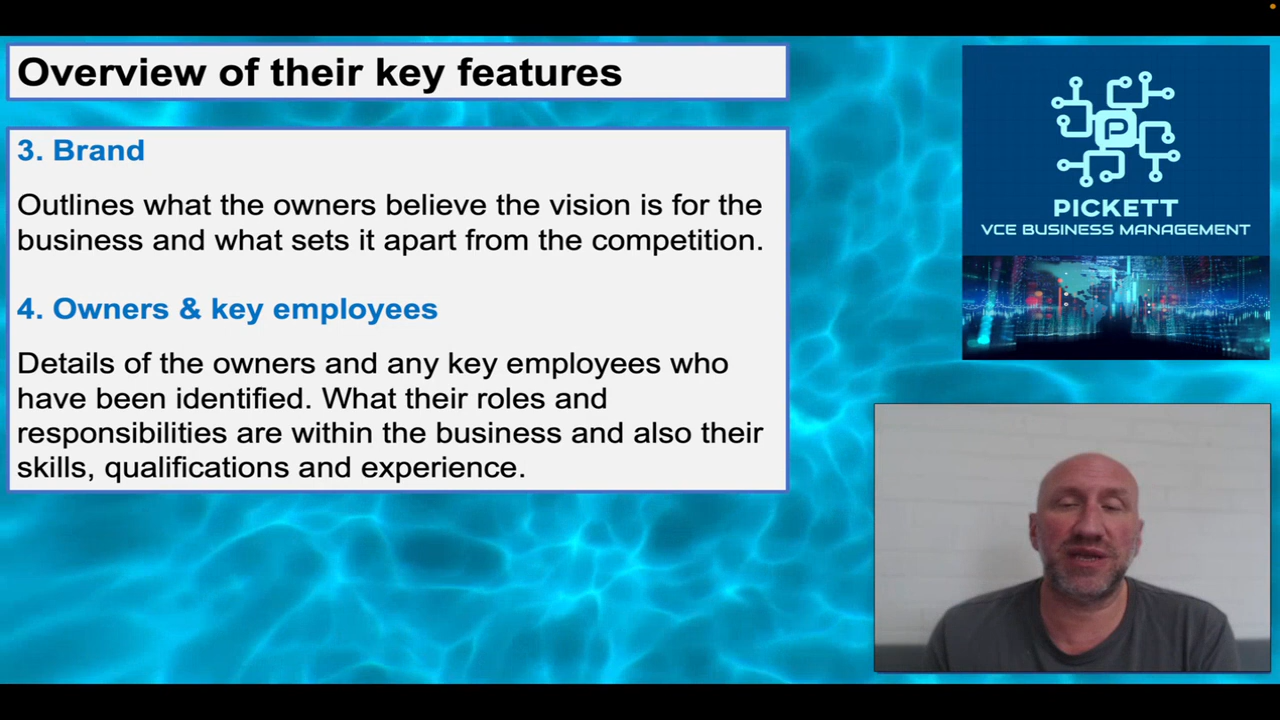 Overview of their key features
3. Brand
Outlines what the owners believe the vision is for the
business and what sets it apart from the competition.
4. Owners & key employees
Details of the owners and any key employees who
have been identified. What their roles and
responsibilities are within the business and also their
skills, qualifications and experience.
P
PICKETT
VCE BUSINESS MANAGEMENT